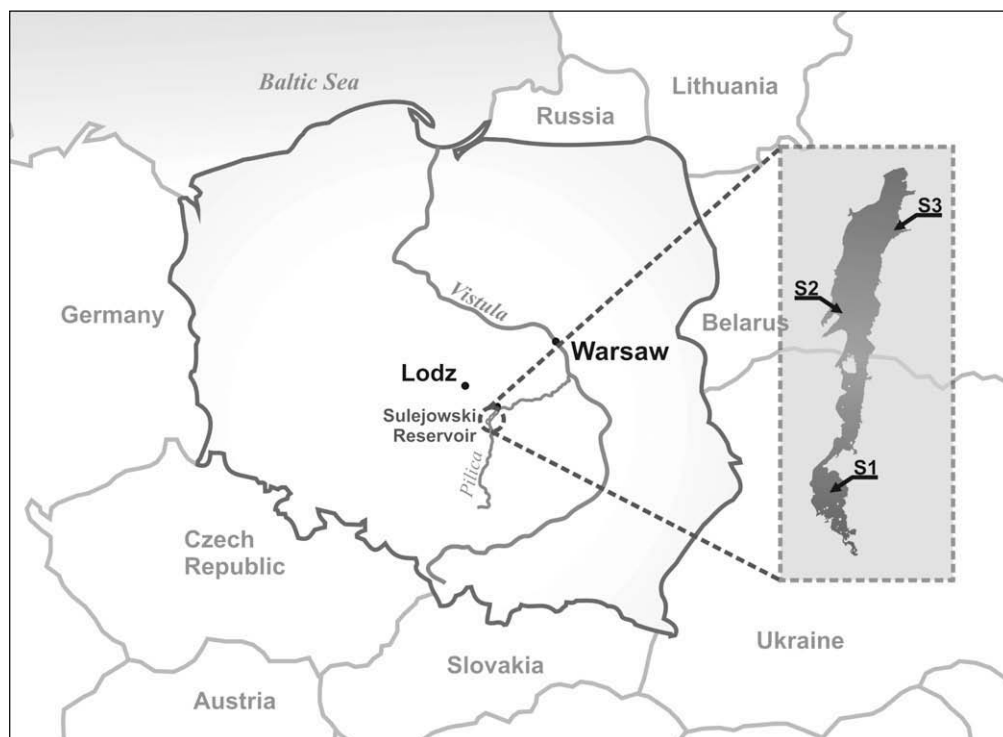 Baltic Sea
Lithuania
Russia
S3
S2
Vistula
Germany
Belarus
Warsaw
Lodz
Sulejowski
Reservoir
Pilica
S1
Czech
Republic
Ukraine
Slovakia
Austria